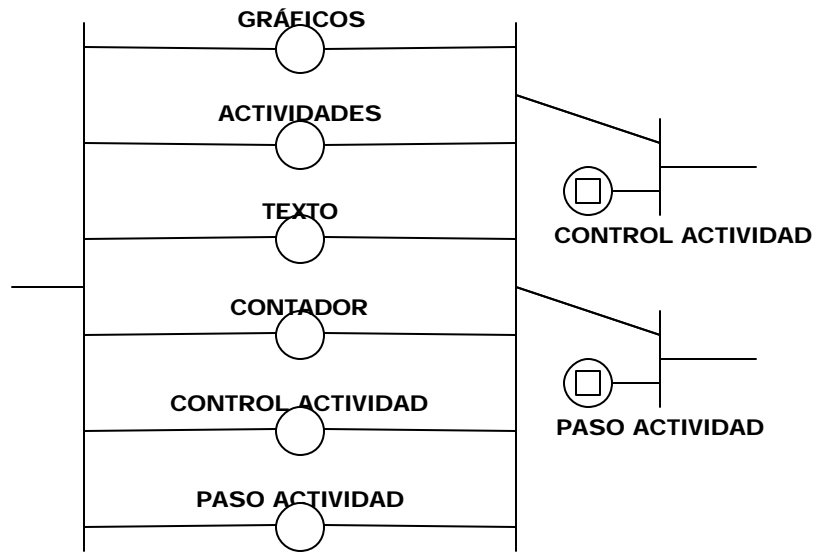 GRÁFICOS
ACTIVIDADES
TEXTO
CONTADOR
CONTROL ACTIVIDAD
PASO ACTIVIDAD
CONTROL ACTIVIDAD
PASO ACTIVIDAD